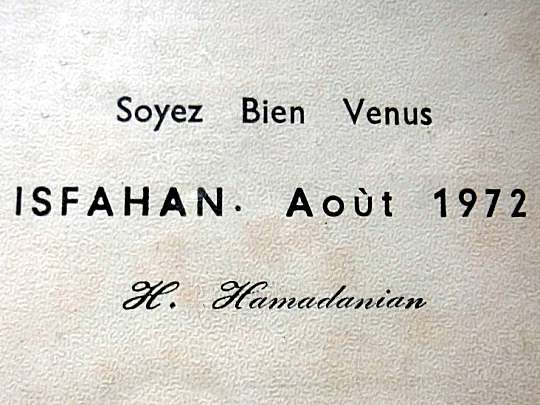 Soyez Bien Venus
ISFAHAN. Aoùt 1972
H. Hamadanian